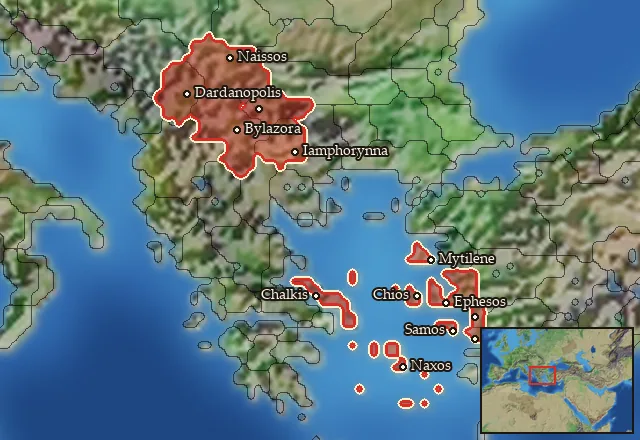 Naissos
Dardanopolis
Bylazora
Iamphorynna
Mytilene
Chalkis
Chios
Ephesos
Samos
Naxos